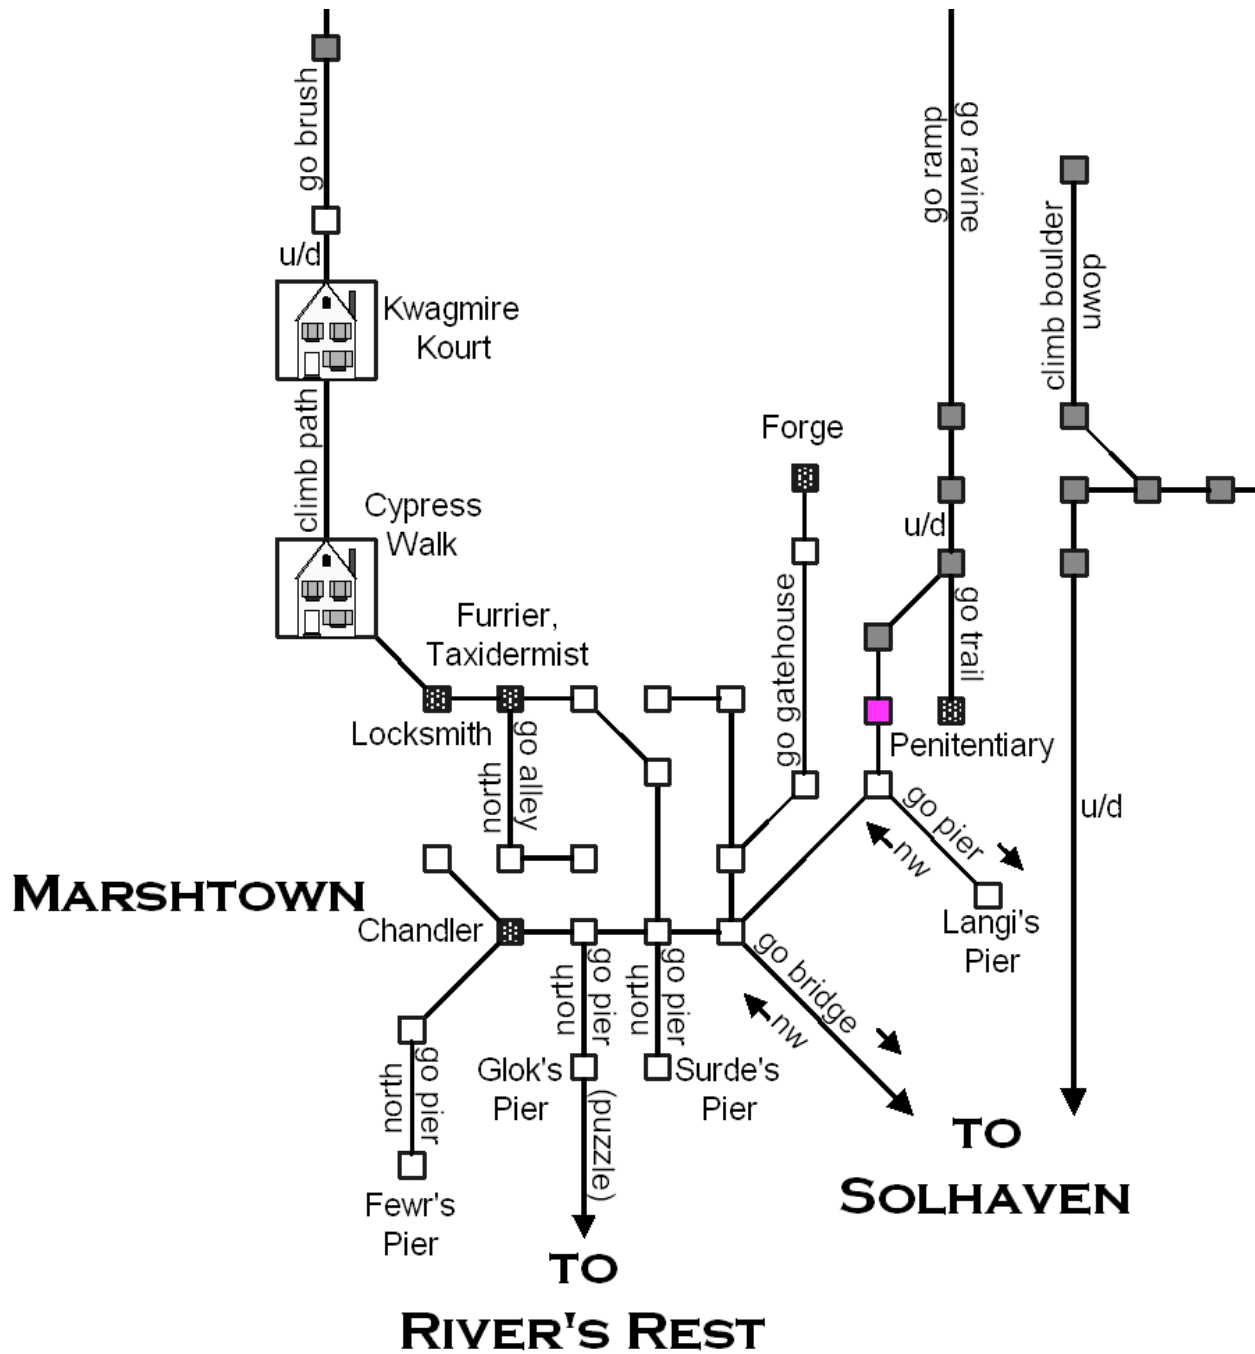 go brush
u/d
Kwagmire
Kourt
climb path
Cypress
Walk
Furrier,
Taxidermist
Locksmith
north
go alley
Forge
go gatehouse
go ramp
go ravine
u/d
go trail
Penitentiary
climb boulder
down
u/d
go pier
nw
Langi's
Pier
MARSHTOWN
Chandler
north
go pier
Fewr's
Pier
north
go pier
Glok's
Pier
(puzzle)
north
go pier
Surde's
Pier
go bridge
nw
TO
SOLHAVEN
TO
RIVER'S REST